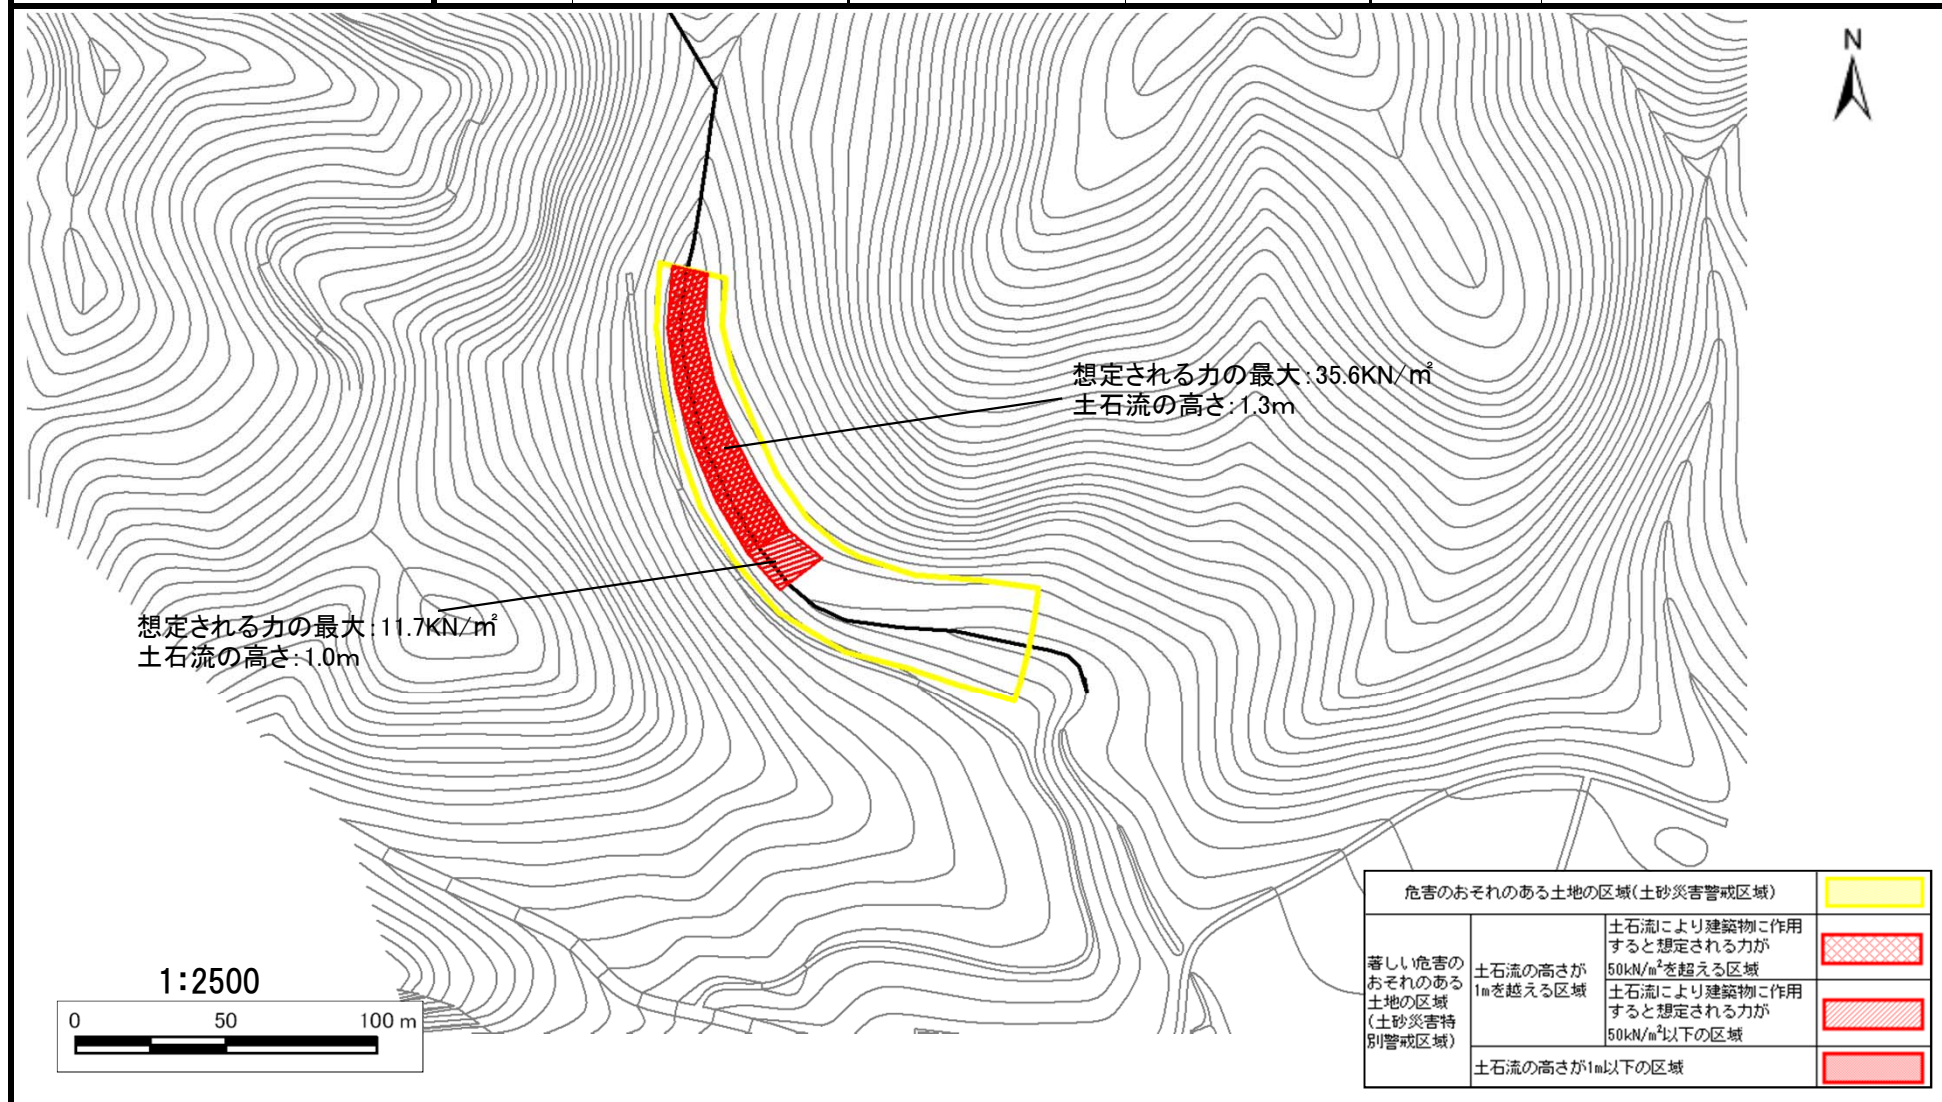 N
想定される力の最大:35.6KN/㎡
土石流の高さ:1.3m
想定される力の最大:11.7KN/㎡
土石流の高さ:1.0m
1:2500
0 50 100 m
危害のおそれのある土地の区域(土砂災害警戒区域)
著しい危害の
おそれのある
土地の区域
(土砂災害特
別警戒区域)
土石流の高さが
1mを越える区域
土石流により建築物に作用
すると想定される力が
50kN/㎡を超える区域
土石流により建築物に作用
すると想定される力が
50kN/㎡以下の区域
土石流の高さが1m以下の区域